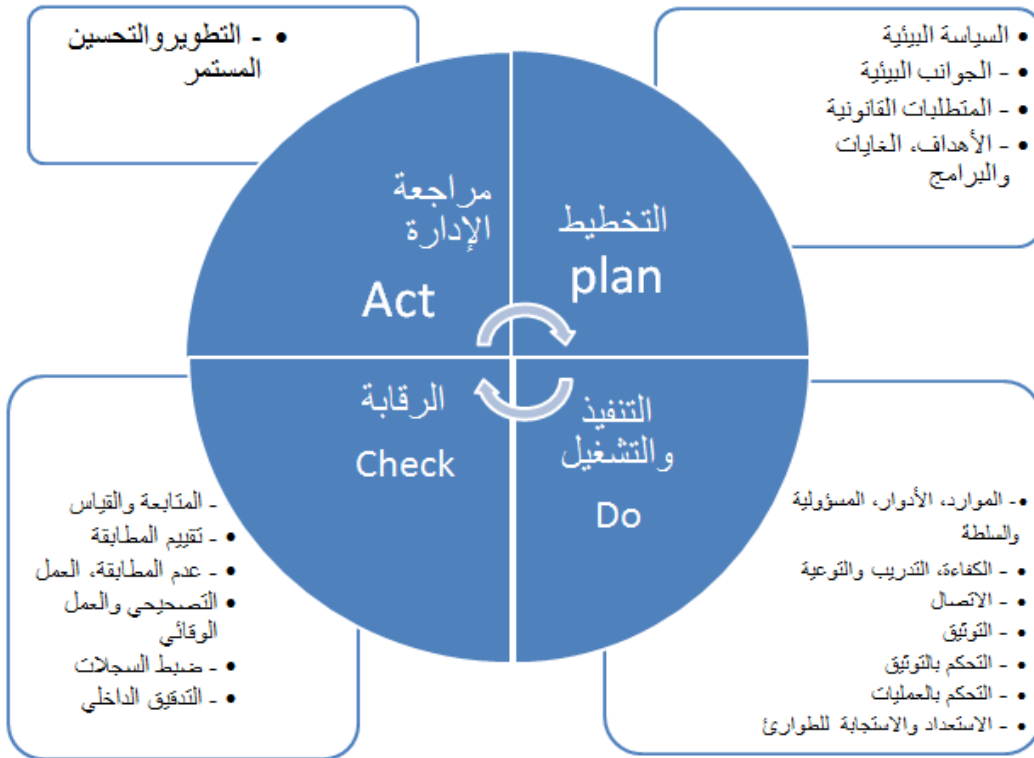 • - التطوير والتحسين
المستمر
• السياسة البيئية
• - الجوانب البيئية
• - المتطلبات القانونية
• - الأهداف، الغايات
والبرامج
مراجعة
الإدارة
Act
التخطيط
plan
الرقابة
Check
التنفيذ
والتشغيل
Do
- المتابعة والقياس
• - تقييم المطابقة
• - عدم المطابقة، العمل
• التصحيحي والعمل
الوقائي
• - ضبط السجلات
• - التدقيق الداخلي
• - الموارد، الأدوار، المسؤولية
والسلطة
• - الكفاءة، التدريب والتوعية
• - الاتصال
• - التوثيق
• - التحكم بالتوثيق
• - التحكم بالعمليات
• - الاستعداد والاستجابة للطوارئ